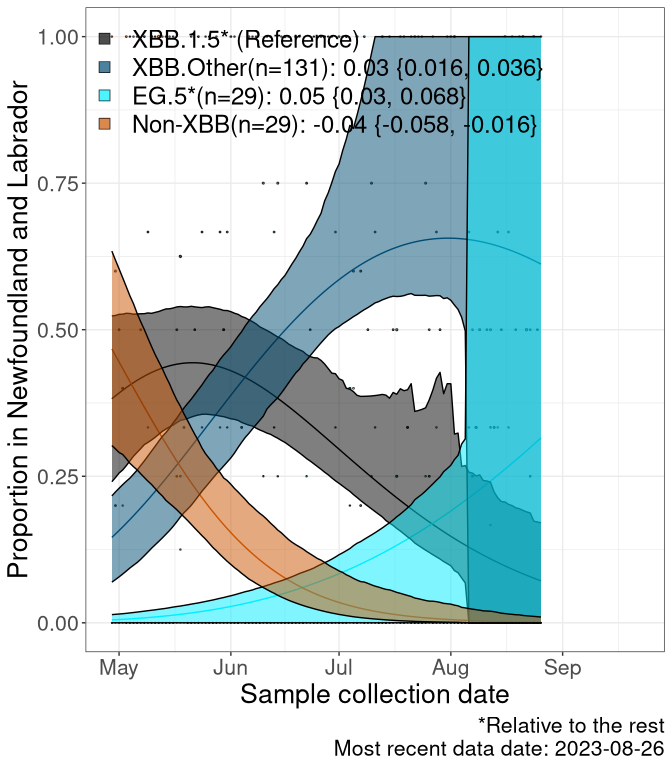 1.00
0.75
0.50
0.25
0.00
Proportion in Newfoundland and Labrador
XBB.1.5* (Reference)
XBB.Other(n=131): 0.03 {0.016, 0.036}
EG.5*(n=29): 0.05 {0.03, 0.068}
Non-XBB(n=29): -0.04 {-0.058, -0.016}
May Jun Jul Aug Sep
Sample collection date
*Relative to the rest
Most recent data date: 2023-08-26